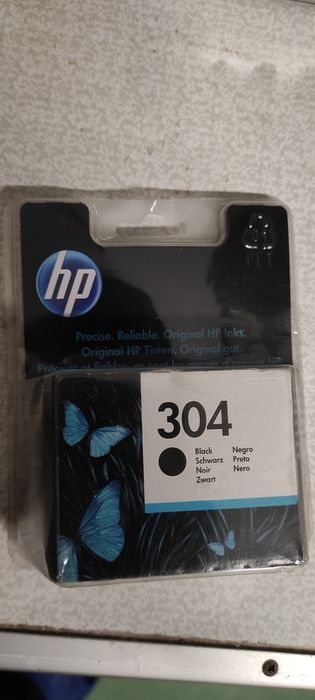 hp
Precise. Reliable. Original HP Inks.
Original HP Tinten. Original gut.
304
Black Negro
Schwarz Preto
Noir Nero
Zwart